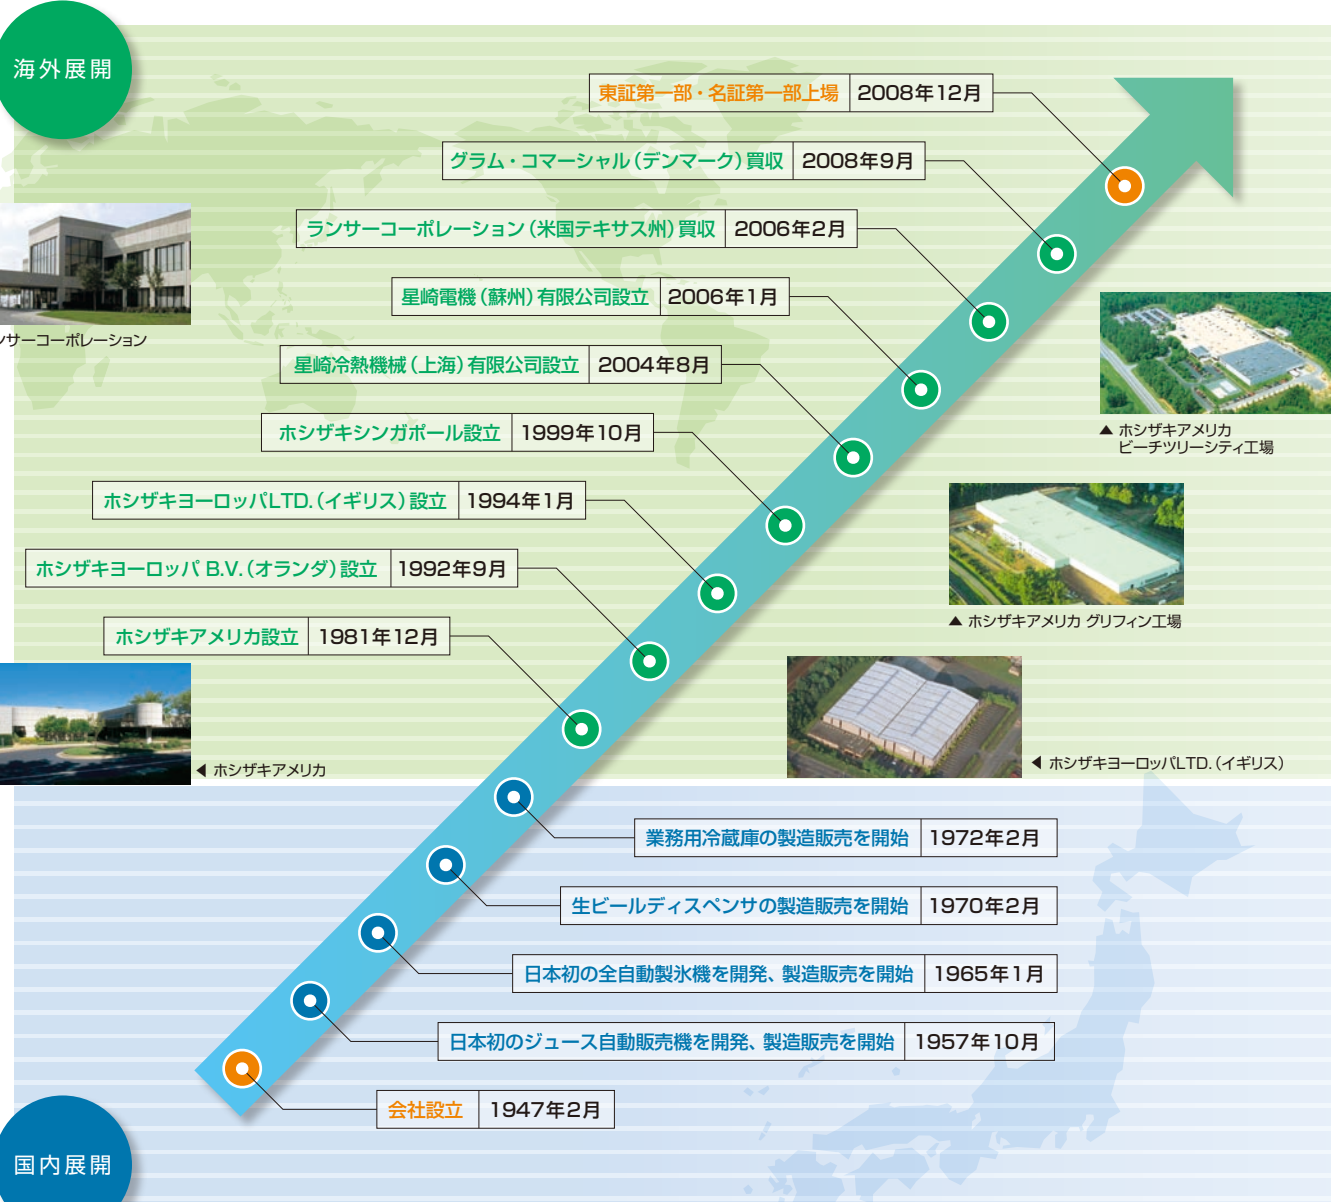 海外展開
東証第一部・名証第一部上場 2008年12月
グラム・コマーシャル(デンマーク)買収 2008年9月
ランサーコーポレーション(米国テキサス州)買収 2006年2月
星崎電機(蘇州)有限公司設立 2006年1月
ンサーコーポレーション
星崎冷熱機械(上海)有限公司設立 2004年8月
▲ ホシザキアメリカ
ピーチツリーシティ工場
ホシザキシンガポール設立 1999年10月
ホシザキヨーロッパLTD.(イギリス)設立 1994年1月
ホシザキヨーロッパ B.V.(オランダ)設立 1992年9月
▲ ホシザキアメリカ グリフィン工場
ホシザキアメリカ設立 1981年12月
◀ ホシザキアメリカ
◀ ホシザキヨーロッパLTD.(イギリス)
業務用冷蔵庫の製造販売を開始 1972年2月
生ビールディスペンサの製造販売を開始 1970年2月
日本初の全自動製氷機を開発、製造販売を開始 1965年1月
日本初のジュース自動販売機を開発、製造販売を開始 1957年10月
会社設立 1947年2月
国内展開